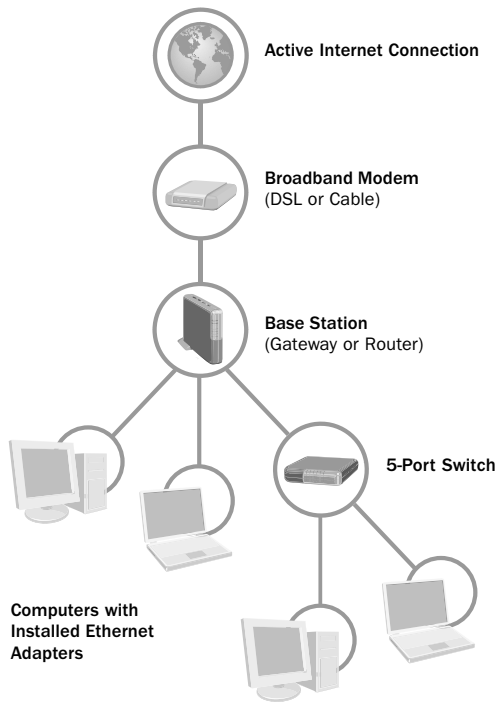 Active Internet Connection
Broadband Modem
(DSL or Cable)
Base Station
(Gateway or Router)
5-Port Switch
Computers with
Installed Ethernet
Adapters